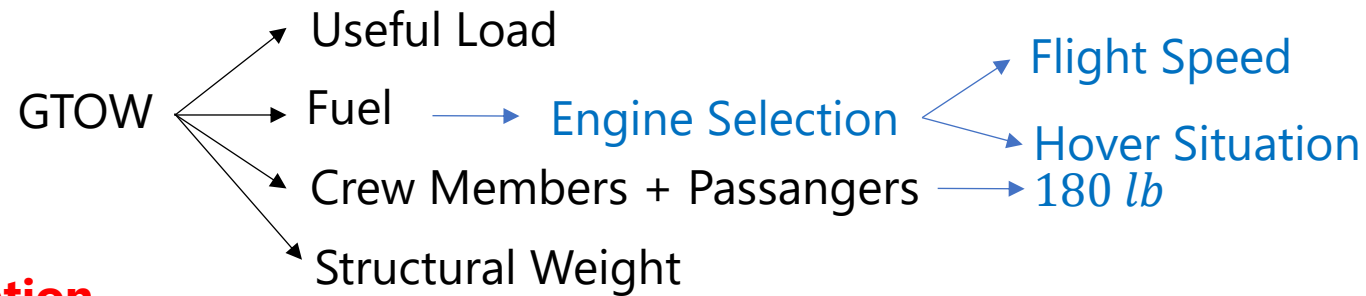 Useful Load
Flight Speed
GTOW
Fuel
Engine Selection
Hover Situation
Crew Members + Passangers
180 lb
Structural Weight